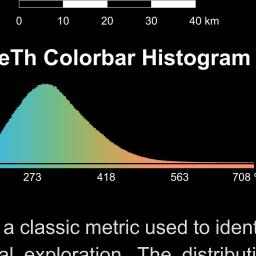 0 10 20 30 40 km
eTh Colorbar Histogram
273 418 563 708
a classic metric used to ident
al exploration. The distributi